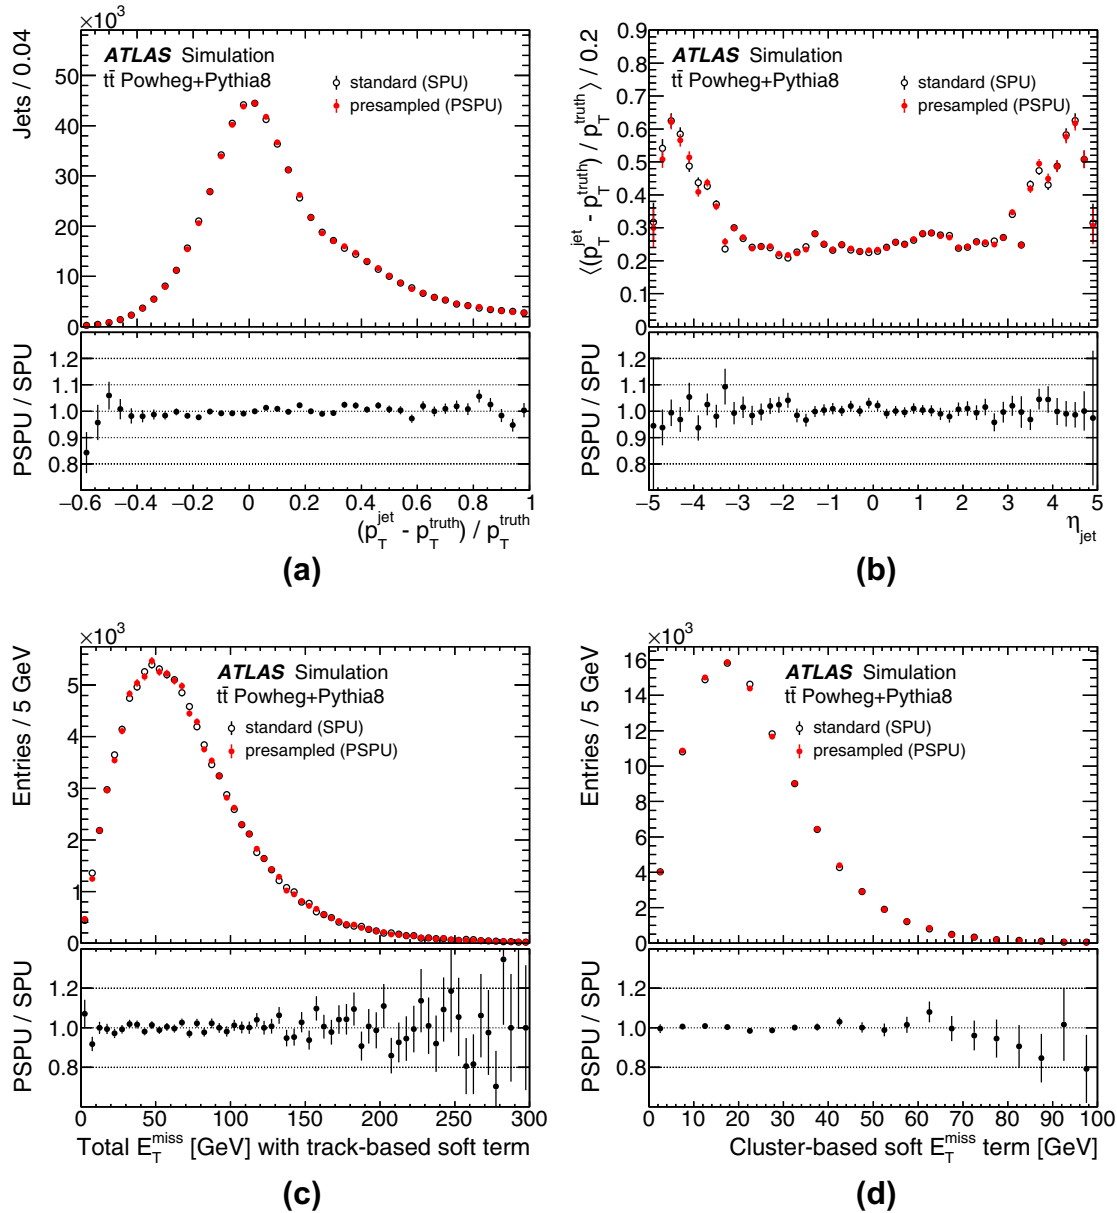 ×10³
ATLAS Simulation
tt̄ Powheg+Pythia8
standard (SPU)
presampled (PSPU)
Jets / 0.04
50
40
30
20
10
0
PSPU / SPU
1.2
1.1
1.0
0.9
0.8
−0.6 −0.4 −0.2 0 0.2 0.4 0.6 0.8 1
(p_T^jet - p_T^truth) / p_T^truth
(a)
ATLAS Simulation
tt̄ Powheg+Pythia8
standard (SPU)
presampled (PSPU)
⟨(p_T^jet - p_T^truth) / p_T^truth⟩ / 0.2
0.9
0.8
0.7
0.6
0.5
0.4
0.3
0.2
0.1
0
PSPU / SPU
1.2
1.1
1.0
0.9
0.8
−5 −4 −3 −2 −1 0 1 2 3 4 5
η_jet
(b)
×10³
ATLAS Simulation
tt̄ Powheg+Pythia8
standard (SPU)
presampled (PSPU)
Entries / 5 GeV
5
4
3
2
1
0
PSPU / SPU
1.2
1.0
0.8
0 50 100 150 200 250 300
Total E_T^miss [GeV] with track-based soft term
(c)
×10³
ATLAS Simulation
tt̄ Powheg+Pythia8
standard (SPU)
presampled (PSPU)
Entries / 5 GeV
16
14
12
10
8
6
4
2
0
PSPU / SPU
1.2
1.0
0.8
0 10 20 30 40 50 60 70 80 90 100
Cluster-based soft E_T^miss term [GeV]
(d)